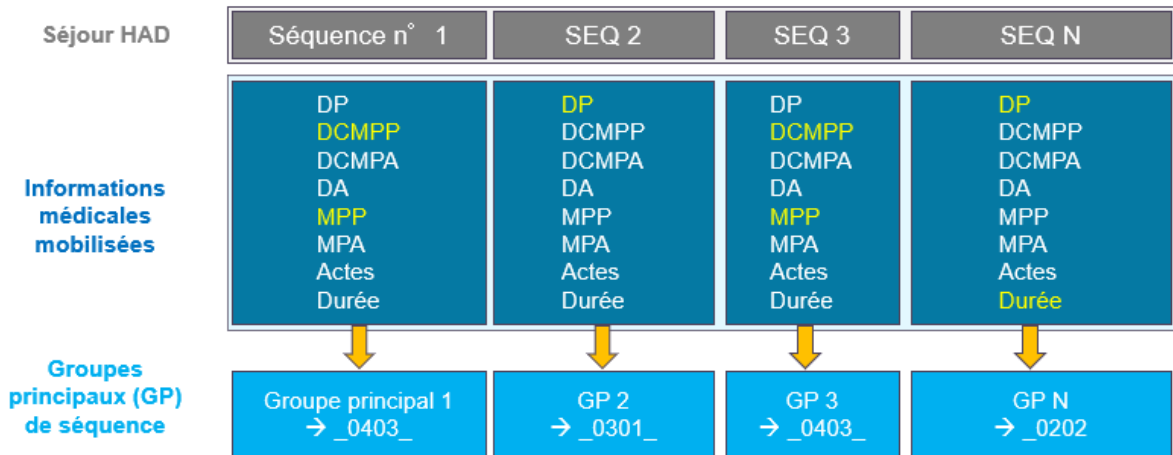 Séjour HAD
Séquence n° 1
SEQ 2
SEQ 3
SEQ N
Informations
médicales
mobilisées
DP
DCMPP
DCMPA
DA
MPP
MPA
Actes
Durée
DP
DCMPP
DCMPA
DA
MPP
MPA
Actes
Durée
DP
DCMPP
DCMPA
DA
MPP
MPA
Actes
Durée
DP
DCMPP
DCMPA
DA
MPP
MPA
Actes
Durée
Groupes
principaux (GP)
de séquence
Groupe principal 1
→ _0403_
GP 2
→ _0301_
GP 3
→ _0403_
GP N
→ _0202